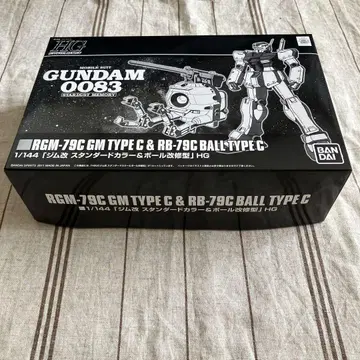 HG
MOBILE SUIT
GUNDAM
0083
STARDUST MEMORY
RGM-79C GM TYPE C & RB-79C BALL TYPE C
1/144「ジム改 スタンダードカラー&ボール改修型」HG
BAN
DAI
RGM-79C GM TYPE C & RB-79C BALL TYPE C
1/144「ジム改 スタンダードカラー&ボール改修型」HG